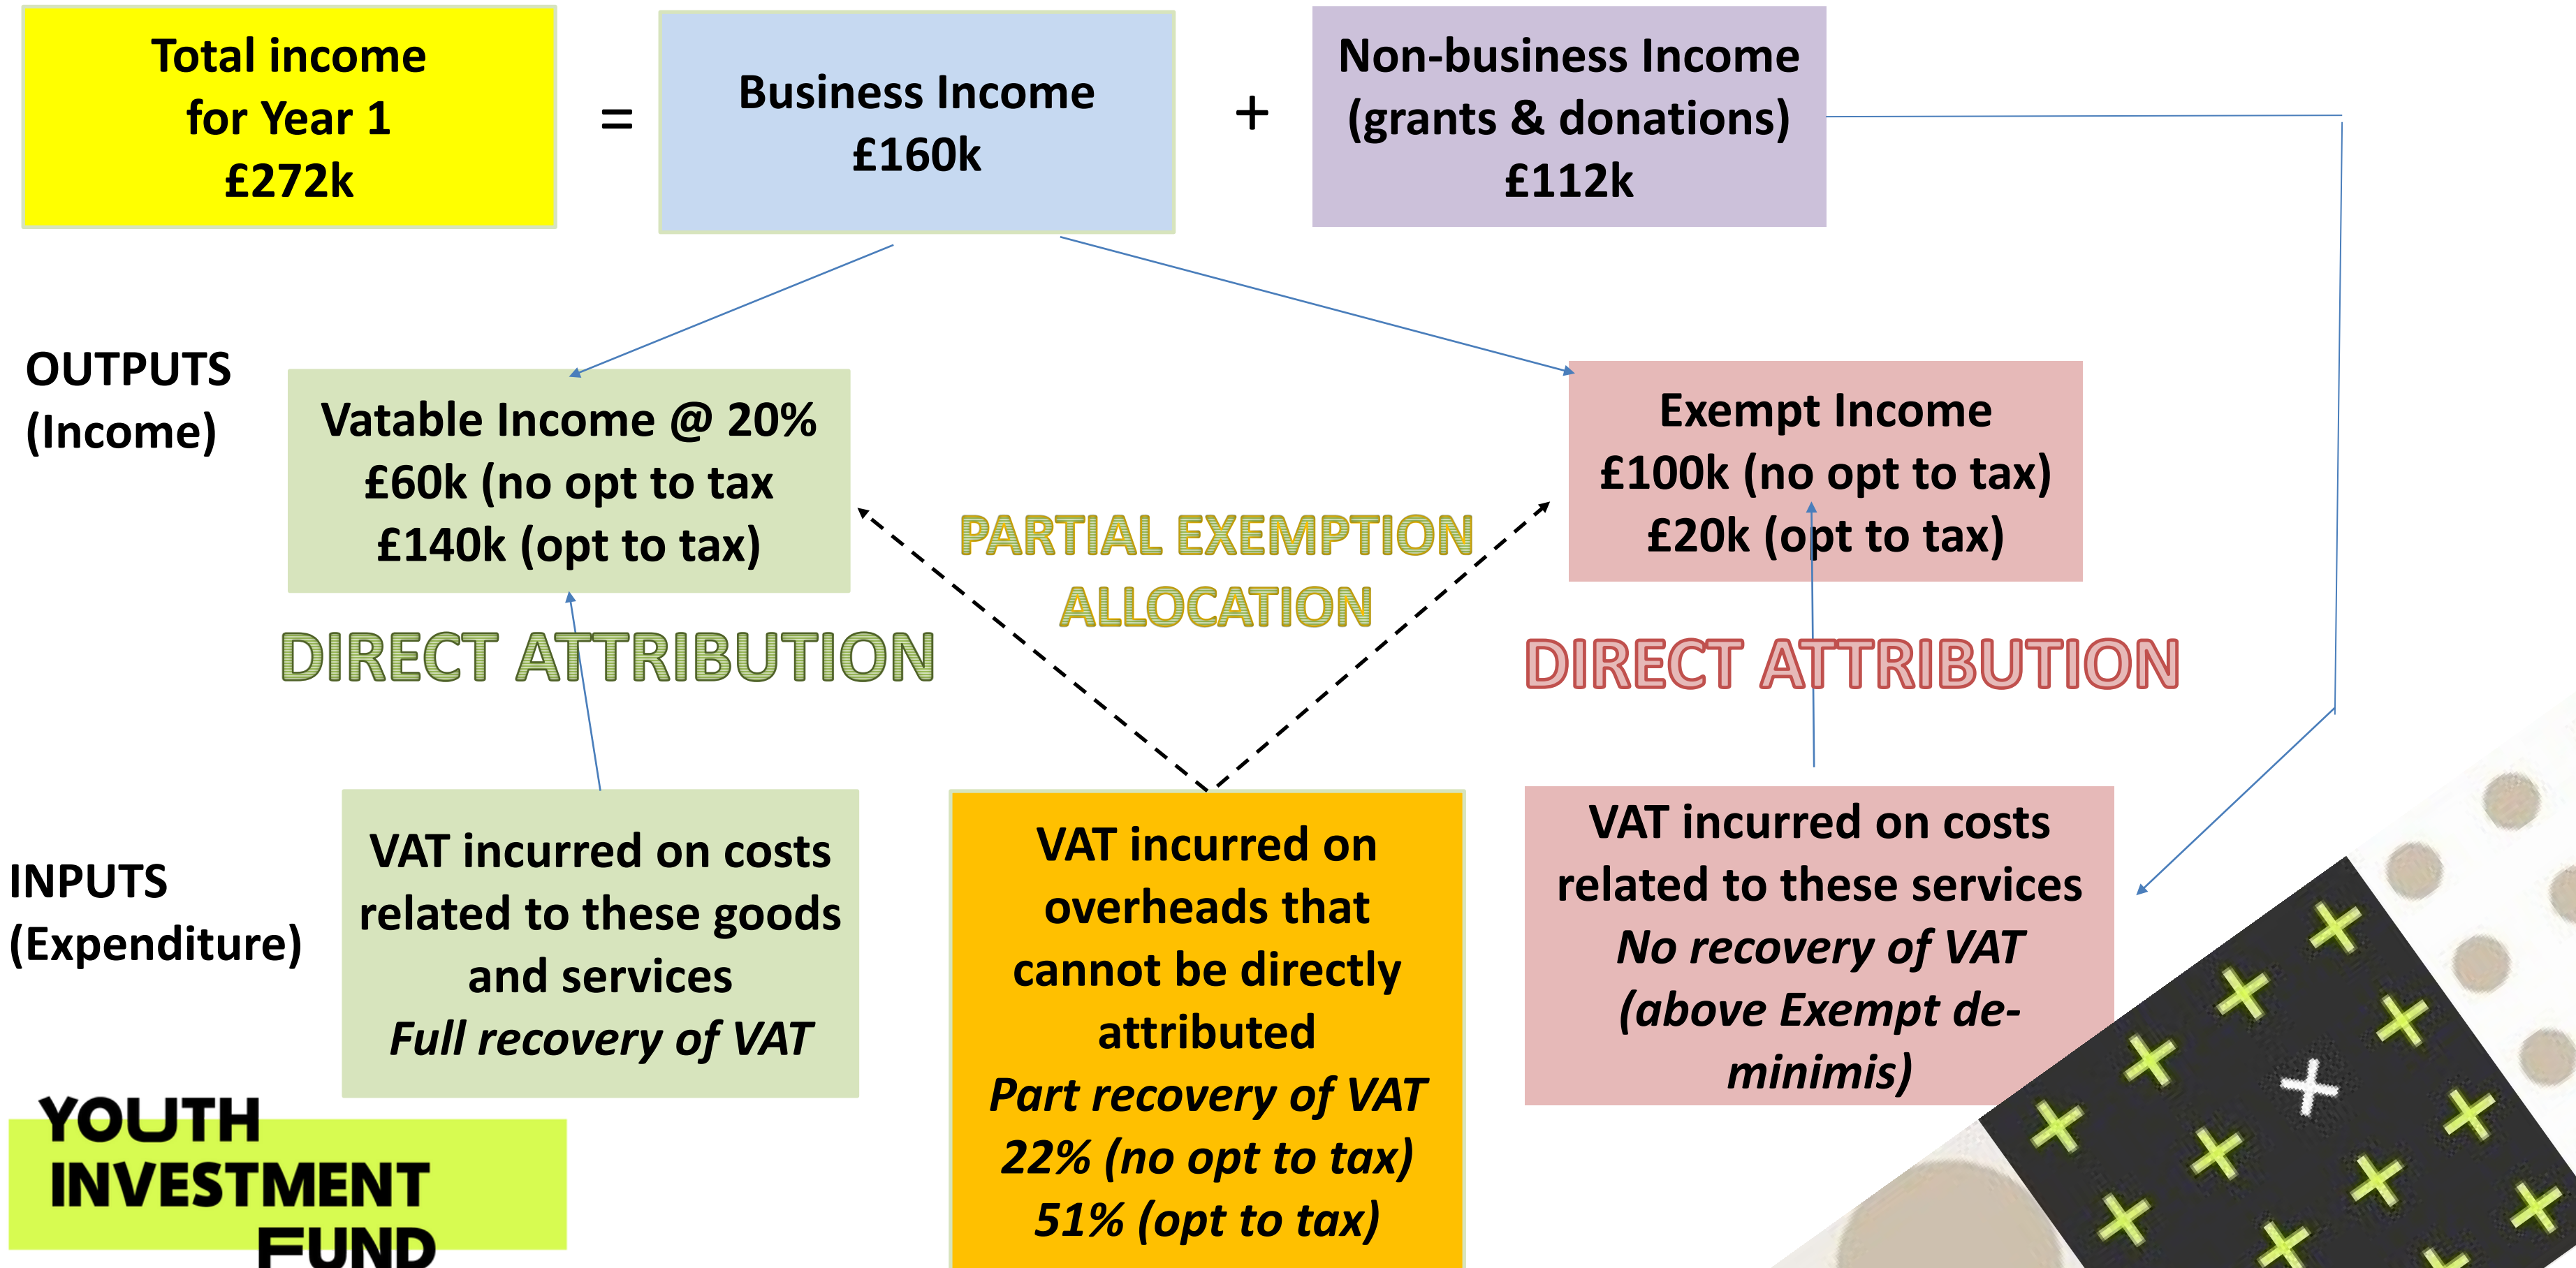 Total income
for Year 1
£272k
=
Business Income
£160k
+
Non-business Income
(grants & donations)
£112k
OUTPUTS
(Income)
Vatable Income @ 20%
£60k (no opt to tax
£140k (opt to tax)
PARTIAL EXEMPTION
ALLOCATION
Exempt Income
£100k (no opt to tax)
£20k (opt to tax)
DIRECT ATTRIBUTION
DIRECT ATTRIBUTION
INPUTS
(Expenditure)
VAT incurred on costs
related to these goods
and services
Full recovery of VAT
VAT incurred on
overheads that
cannot be directly
attributed
Part recovery of VAT
22% (no opt to tax)
51% (opt to tax)
VAT incurred on costs
related to these services
No recovery of VAT
(above Exempt de-
minimis)
YOUTH
INVESTMENT
FUND